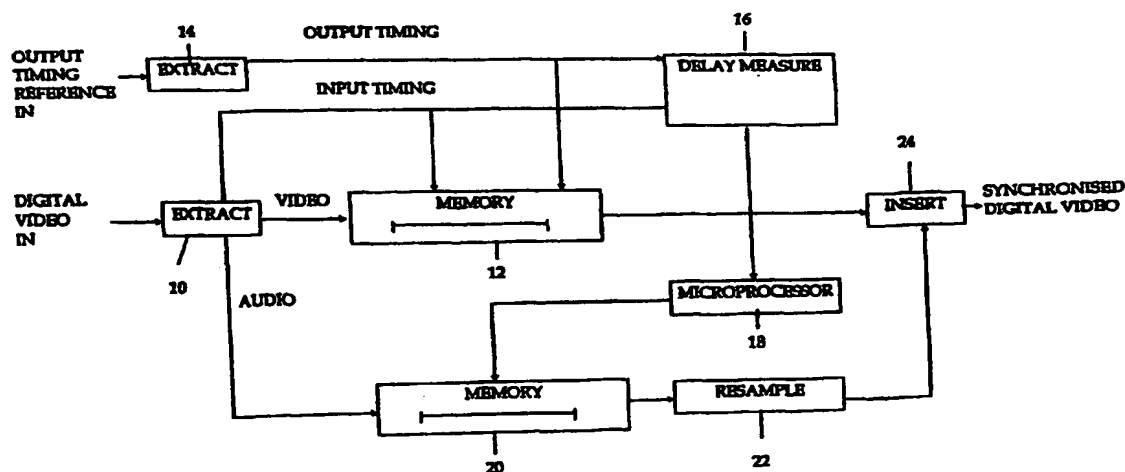 14
OUTPUT TIMING
16
OUTPUT
TIMING
REFERENCE
IN
EXTRACT
DELAY MEASURE
INPUT TIMING
24
DIGITAL
VIDEO
IN
EXTRACT
VIDEO
MEMORY
INSERT
SYNCHRONISED
DIGITAL VIDEO
10
12
MICROPROCESSOR
AUDIO
18
MEMORY
RESAMPLE
20
22